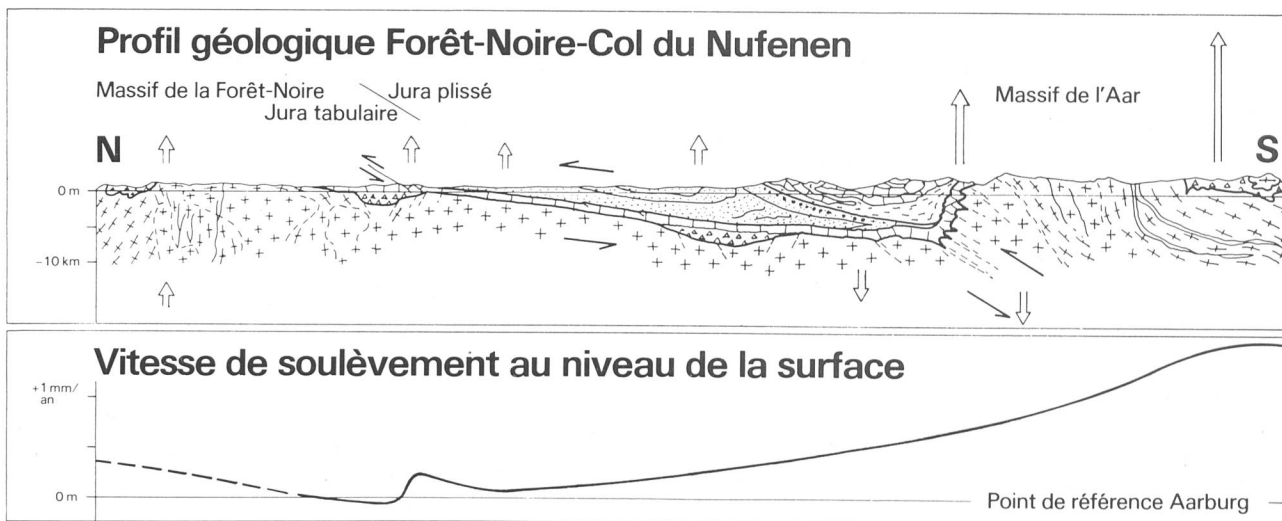 Profil géologique Forêt-Noire-Col du Nufenen
Massif de la Forêt-Noire
Jura plissé
Jura tabulaire
Massif de l'Aar
N
S
0 m
−10 km
Vitesse de soulèvement au niveau de la surface
+1 mm/
an
0 m
Point de référence Aarburg